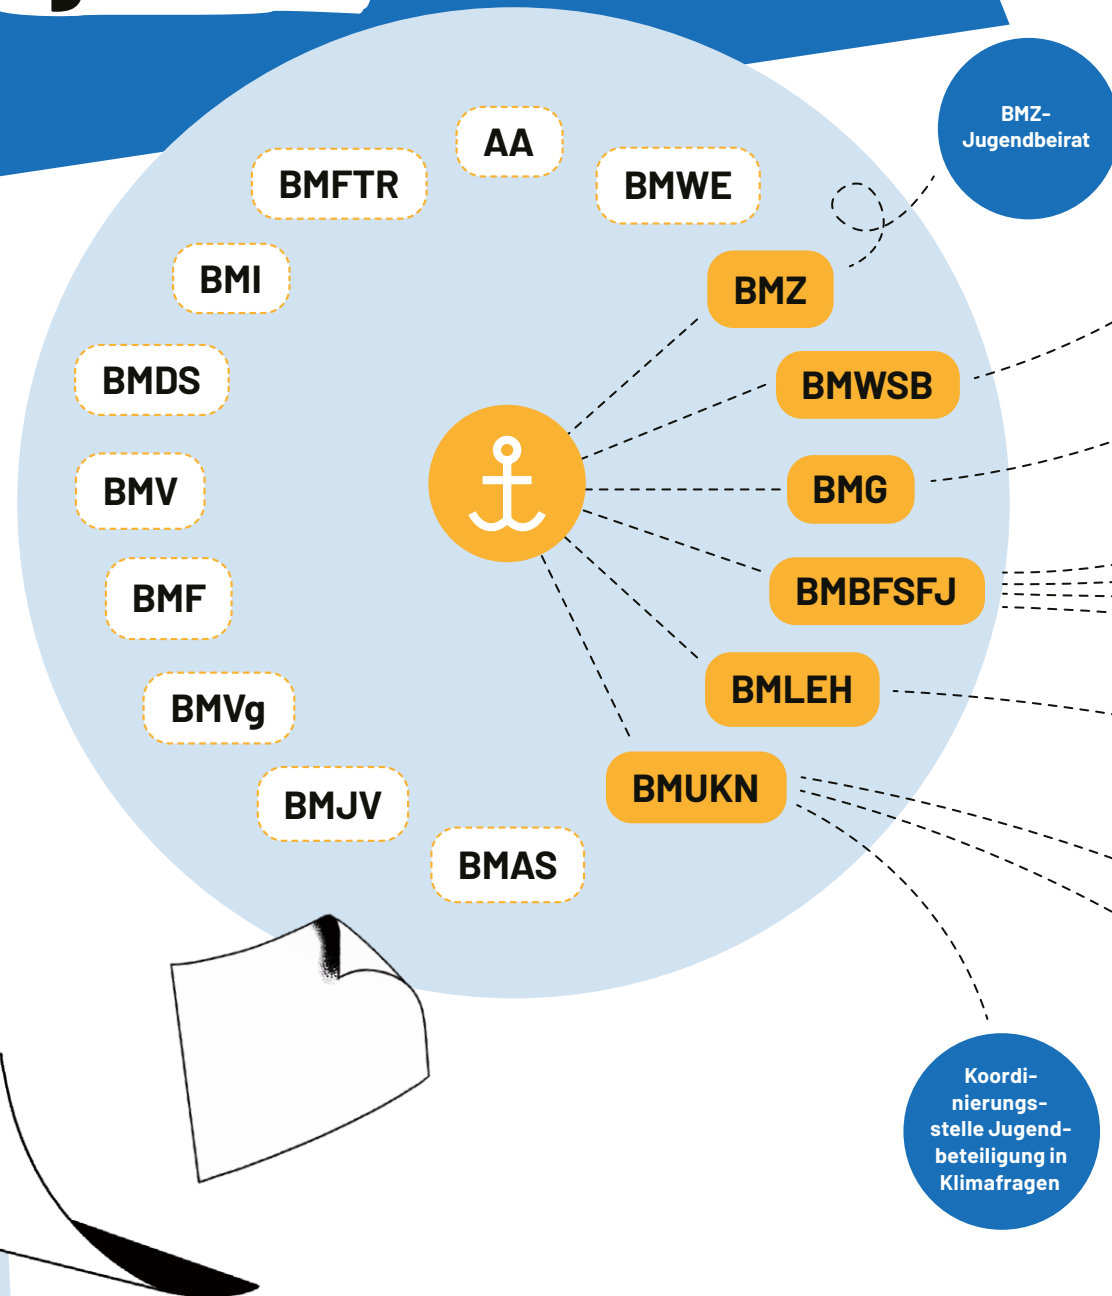 AA
BMFTR
BMWE
BMI
BMZ
BMDS
BMWSB
BMV
BMG
BMF
BMBFSFJ
BMVg
BMLEH
BMJV
BMUKN
BMAS
BMZ-
Jugendbeirat
Koordi-
nierungs-
stelle Jugend-
beteiligung in
Klimafragen